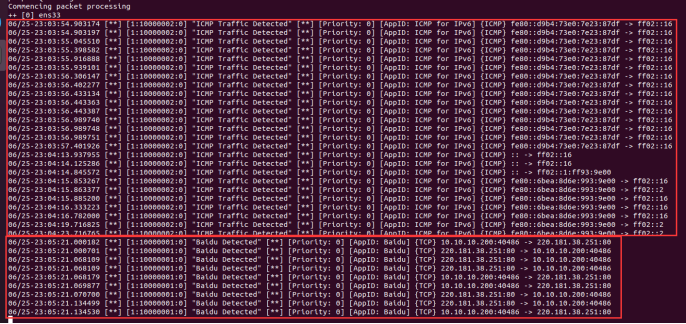 Commencing packet processing
++ [0] ens33
06/25-23:03:54.903174 [**] [1:10000002:0] "ICMP Traffic Detected" [**] [Priority: 0] [AppID: ICMP for IPv6] {ICMP} fe80::d9b4:73e0:7e23:87df -> ff02::16
06/25-23:03:54.903197 [**] [1:10000002:0] "ICMP Traffic Detected" [**] [Priority: 0] [AppID: ICMP for IPv6] {ICMP} fe80::d9b4:73e0:7e23:87df -> ff02::16
06/25-23:03:55.045510 [**] [1:10000002:0] "ICMP Traffic Detected" [**] [Priority: 0] [AppID: ICMP for IPv6] {ICMP} fe80::d9b4:73e0:7e23:87df -> ff02::16
06/25-23:03:55.398582 [**] [1:10000002:0] "ICMP Traffic Detected" [**] [Priority: 0] [AppID: ICMP for IPv6] {ICMP} fe80::d9b4:73e0:7e23:87df -> ff02::16
06/25-23:03:55.916888 [**] [1:10000002:0] "ICMP Traffic Detected" [**] [Priority: 0] [AppID: ICMP for IPv6] {ICMP} fe80::d9b4:73e0:7e23:87df -> ff02::16
06/25-23:03:55.939101 [**] [1:10000002:0] "ICMP Traffic Detected" [**] [Priority: 0] [AppID: ICMP for IPv6] {ICMP} fe80::d9b4:73e0:7e23:87df -> ff02::16
06/25-23:03:56.306147 [**] [1:10000002:0] "ICMP Traffic Detected" [**] [Priority: 0] [AppID: ICMP for IPv6] {ICMP} fe80::d9b4:73e0:7e23:87df -> ff02::16
06/25-23:03:56.402277 [**] [1:10000002:0] "ICMP Traffic Detected" [**] [Priority: 0] [AppID: ICMP for IPv6] {ICMP} fe80::d9b4:73e0:7e23:87df -> ff02::16
06/25-23:03:56.433134 [**] [1:10000002:0] "ICMP Traffic Detected" [**] [Priority: 0] [AppID: ICMP for IPv6] {ICMP} fe80::d9b4:73e0:7e23:87df -> ff02::16
06/25-23:03:56.443363 [**] [1:10000002:0] "ICMP Traffic Detected" [**] [Priority: 0] [AppID: ICMP for IPv6] {ICMP} fe80::d9b4:73e0:7e23:87df -> ff02::16
06/25-23:03:56.443387 [**] [1:10000002:0] "ICMP Traffic Detected" [**] [Priority: 0] [AppID: ICMP for IPv6] {ICMP} fe80::d9b4:73e0:7e23:87df -> ff02::16
06/25-23:03:56.989740 [**] [1:10000002:0] "ICMP Traffic Detected" [**] [Priority: 0] [AppID: ICMP for IPv6] {ICMP} fe80::d9b4:73e0:7e23:87df -> ff02::16
06/25-23:03:56.989748 [**] [1:10000002:0] "ICMP Traffic Detected" [**] [Priority: 0] [AppID: ICMP for IPv6] {ICMP} fe80::d9b4:73e0:7e23:87df -> ff02::16
06/25-23:03:56.989751 [**] [1:10000002:0] "ICMP Traffic Detected" [**] [Priority: 0] [AppID: ICMP for IPv6] {ICMP} fe80::d9b4:73e0:7e23:87df -> ff02::16
06/25-23:03:57.401926 [**] [1:10000002:0] "ICMP Traffic Detected" [**] [Priority: 0] [AppID: ICMP for IPv6] {ICMP} fe80::d9b4:73e0:7e23:87df -> ff02::16
06/25-23:04:13.937955 [**] [1:10000002:0] "ICMP Traffic Detected" [**] [Priority: 0] [AppID: ICMP for IPv6] {ICMP} :: -> ff02::16
06/25-23:04:14.125286 [**] [1:10000002:0] "ICMP Traffic Detected" [**] [Priority: 0] [AppID: ICMP for IPv6] {ICMP} :: -> ff02::16
06/25-23:04:14.845572 [**] [1:10000002:0] "ICMP Traffic Detected" [**] [Priority: 0] [AppID: ICMP for IPv6] {ICMP} :: -> ff02::1:ff93:9e00
06/25-23:04:15.853267 [**] [1:10000002:0] "ICMP Traffic Detected" [**] [Priority: 0] [AppID: ICMP for IPv6] {ICMP} fe80::6bea:8dde:993:9e00 -> ff02::16
06/25-23:04:15.863377 [**] [1:10000002:0] "ICMP Traffic Detected" [**] [Priority: 0] [AppID: ICMP for IPv6] {ICMP} fe80::6bea:8dde:993:9e00 -> ff02::2
06/25-23:04:15.885200 [**] [1:10000002:0] "ICMP Traffic Detected" [**] [Priority: 0] [AppID: ICMP for IPv6] {ICMP} fe80::6bea:8dde:993:9e00 -> ff02::16
06/25-23:04:16.333223 [**] [1:10000002:0] "ICMP Traffic Detected" [**] [Priority: 0] [AppID: ICMP for IPv6] {ICMP} fe80::6bea:8dde:993:9e00 -> ff02::16
06/25-23:04:16.782000 [**] [1:10000002:0] "ICMP Traffic Detected" [**] [Priority: 0] [AppID: ICMP for IPv6] {ICMP} fe80::6bea:8dde:993:9e00 -> ff02::16
06/25-23:04:19.716825 [**] [1:10000002:0] "ICMP Traffic Detected" [**] [Priority: 0] [AppID: ICMP for IPv6] {ICMP} fe80::6bea:8dde:993:9e00 -> ff02::2
06/25-23:04:23.716765 [**] [1:10000002:0] "ICMP Traffic Detected" [**] [Priority: 0] [AppID: ICMP for IPv6] {ICMP} fe80::6bea:8dde:993:9e00 -> ff02::2
06/25-23:05:21.000182 [**] [1:10000001:0] "Baidu Detected" [**] [Priority: 0] [AppID: Baidu] {TCP} 10.10.10.200:40486 -> 220.181.38.251:80
06/25-23:05:21.000701 [**] [1:10000001:0] "Baidu Detected" [**] [Priority: 0] [AppID: Baidu] {TCP} 220.181.38.251:80 -> 10.10.10.200:40486
06/25-23:05:21.068109 [**] [1:10000001:0] "Baidu Detected" [**] [Priority: 0] [AppID: Baidu] {TCP} 220.181.38.251:80 -> 10.10.10.200:40486
06/25-23:05:21.068109 [**] [1:10000001:0] "Baidu Detected" [**] [Priority: 0] [AppID: Baidu] {TCP} 220.181.38.251:80 -> 10.10.10.200:40486
06/25-23:05:21.068179 [**] [1:10000001:0] "Baidu Detected" [**] [Priority: 0] [AppID: Baidu] {TCP} 10.10.10.200:40486 -> 220.181.38.251:80
06/25-23:05:21.069877 [**] [1:10000001:0] "Baidu Detected" [**] [Priority: 0] [AppID: Baidu] {TCP} 10.10.10.200:40486 -> 220.181.38.251:80
06/25-23:05:21.070700 [**] [1:10000001:0] "Baidu Detected" [**] [Priority: 0] [AppID: Baidu] {TCP} 220.181.38.251:80 -> 10.10.10.200:40486
06/25-23:05:21.134499 [**] [1:10000001:0] "Baidu Detected" [**] [Priority: 0] [AppID: Baidu] {TCP} 220.181.38.251:80 -> 10.10.10.200:40486
06/25-23:05:21.134530 [**] [1:10000001:0] "Baidu Detected" [**] [Priority: 0] [AppID: Baidu] {TCP} 10.10.10.200:40486 -> 220.181.38.251:80